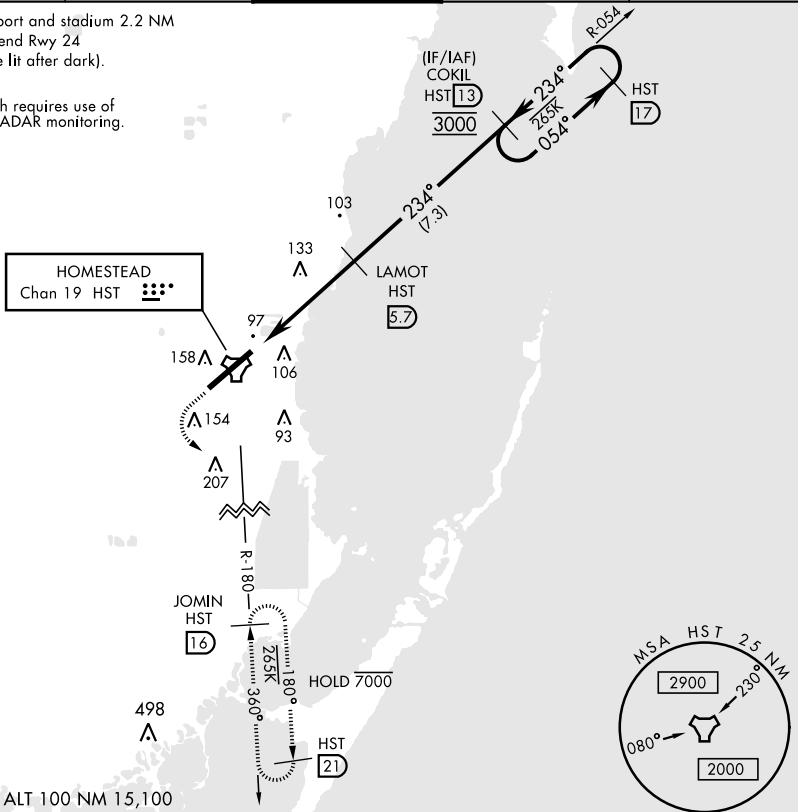 port and stadium 2.2 NM
end Rwy 24
e lit after dark).
h requires use of
ADAR monitoring.
R-054
(IF/IAF)
COKIL
HST 13
3000
234°
265K
054°
HST
17
234°
(7.3)
103
133
LAMOT
HST
5.7
HOMESTEAD
Chan 19 HST
97
158
106
154
93
207
R-180
JOMIN
HST
16
265K
180°
360°
HOLD 7000
HST
21
498
MSA HST 25 NM
2900
230°
080°
2000
ALT 100 NM 15,100